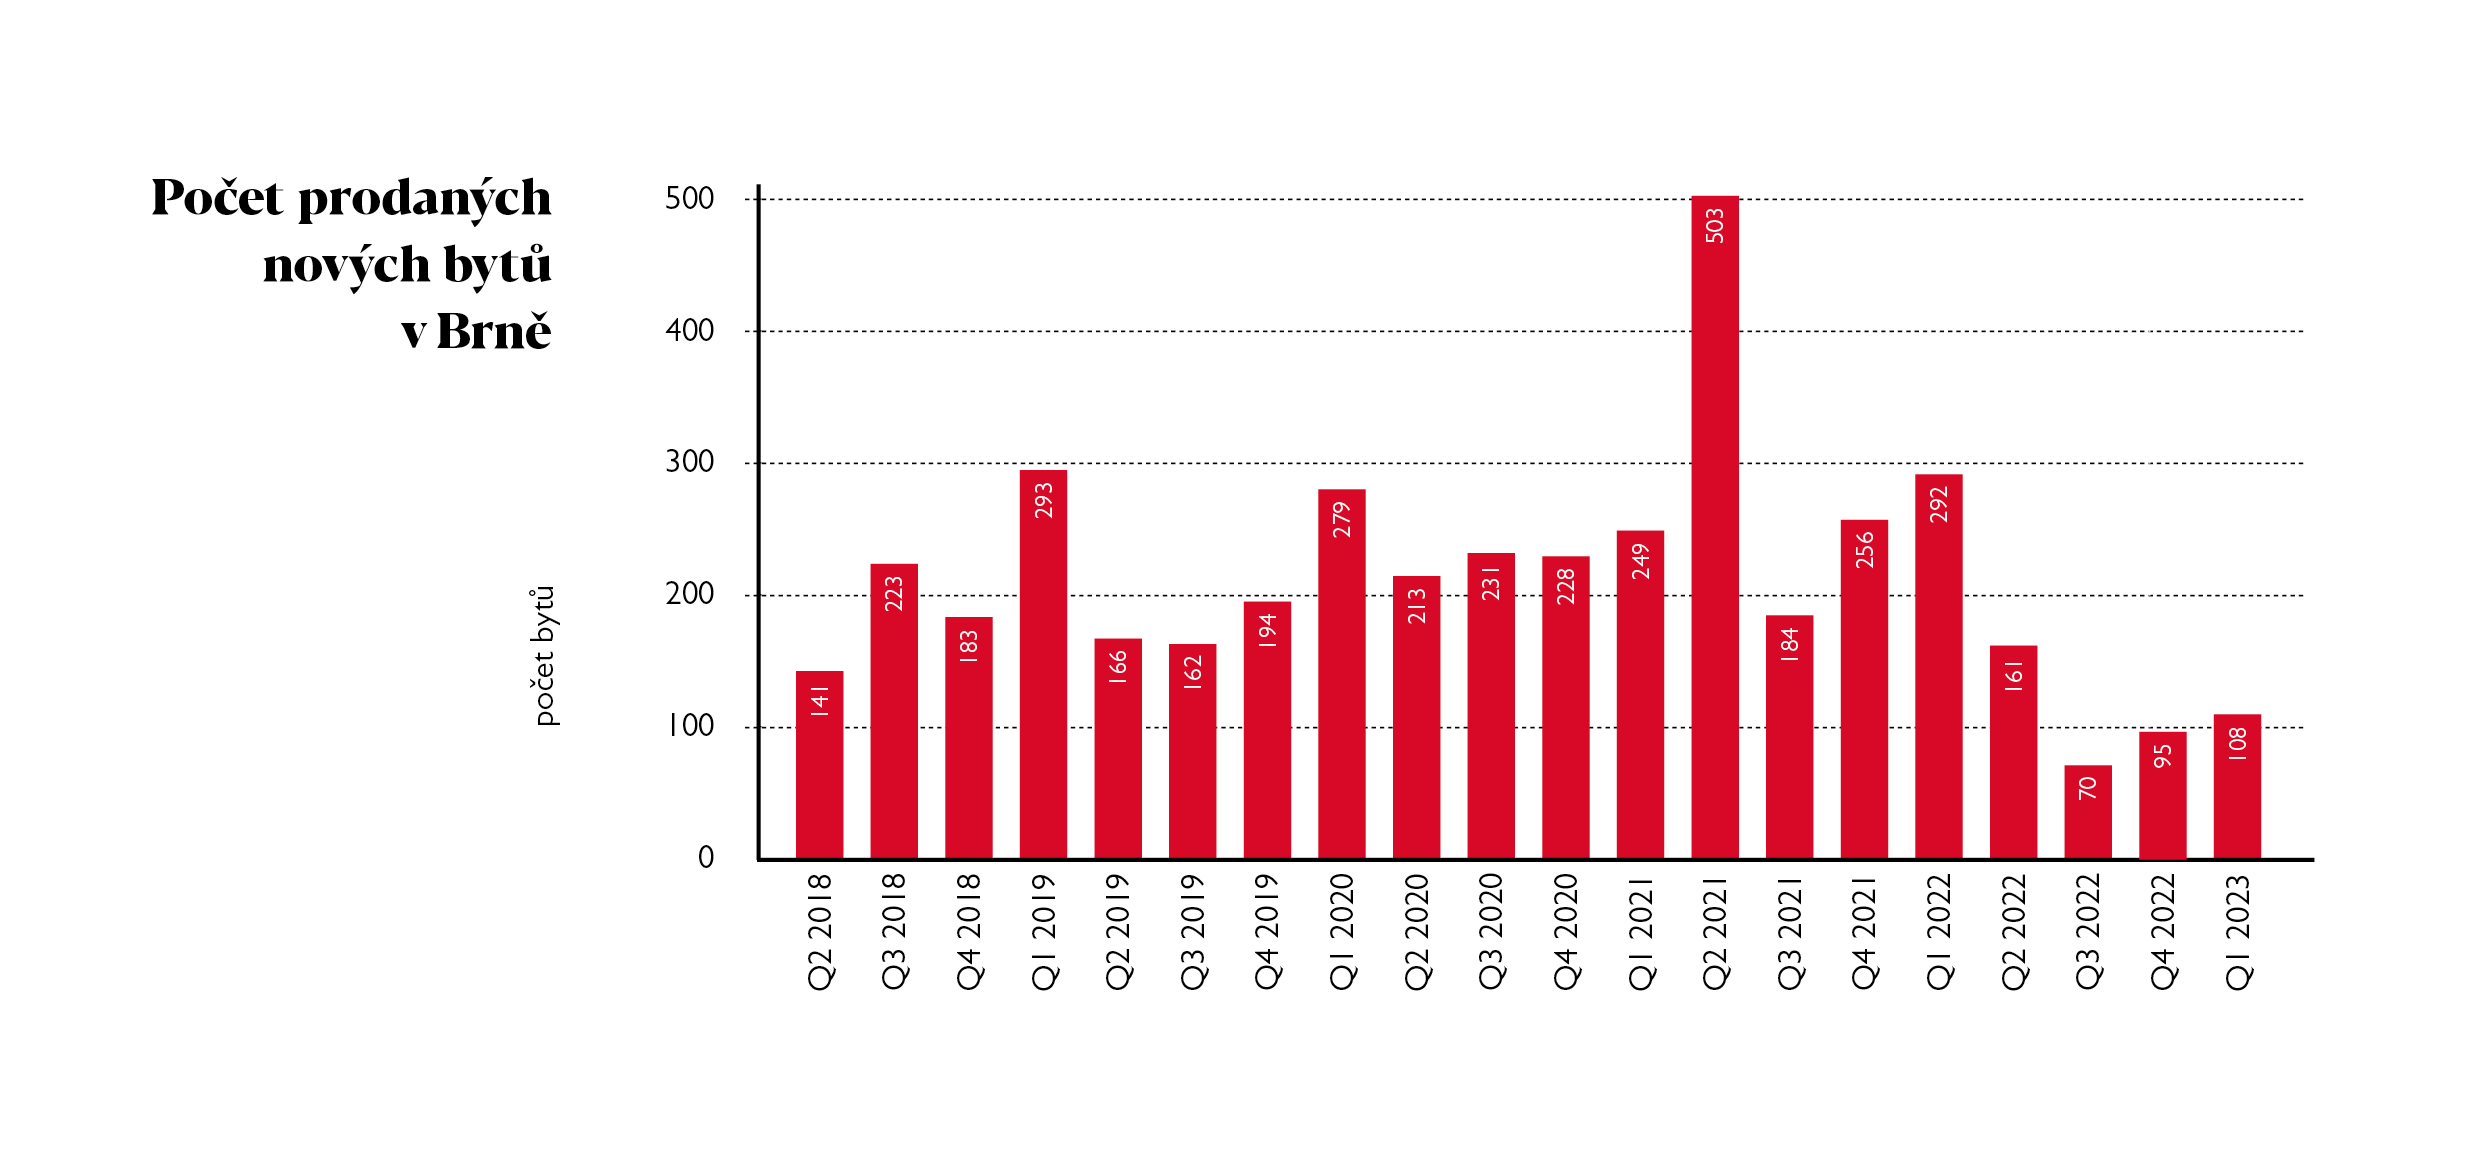 Počet prodaných
nových bytů
v Brně
počet bytů
500
400
300
200
100
0
141
223
183
293
166
162
194
279
213
231
228
249
503
184
256
292
161
70
95
108
Q2 2018
Q3 2018
Q4 2018
Q1 2019
Q2 2019
Q3 2019
Q4 2019
Q1 2020
Q2 2020
Q3 2020
Q4 2020
Q1 2021
Q2 2021
Q3 2021
Q4 2021
Q1 2022
Q2 2022
Q3 2022
Q4 2022
Q1 2023